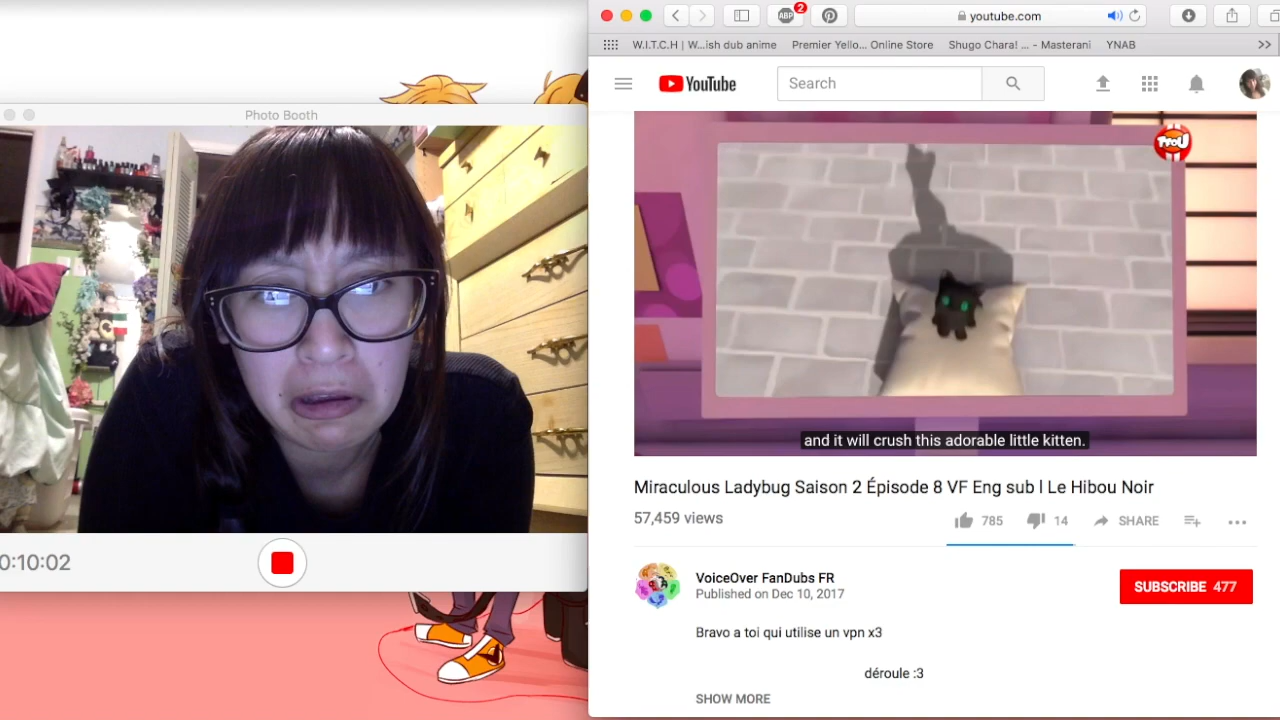 youtube.com
ABP
2
W.I.T.C.H | W...ish dub anime
Premier Yello... Online Store
Shugo Chara! ... - Masterani
YNAB
>>
YouTube
Search
Photo Booth
TFOU
and it will crush this adorable little kitten.
Miraculous Ladybug Saison 2 Épisode 8 VF Eng sub l Le Hibou Noir
57,459 views
785
14
SHARE
0:10:02
VoiceOver FanDubs FR
Published on Dec 10, 2017
SUBSCRIBE 477
Bravo a toi qui utilise un vpn x3
déroule :3
SHOW MORE